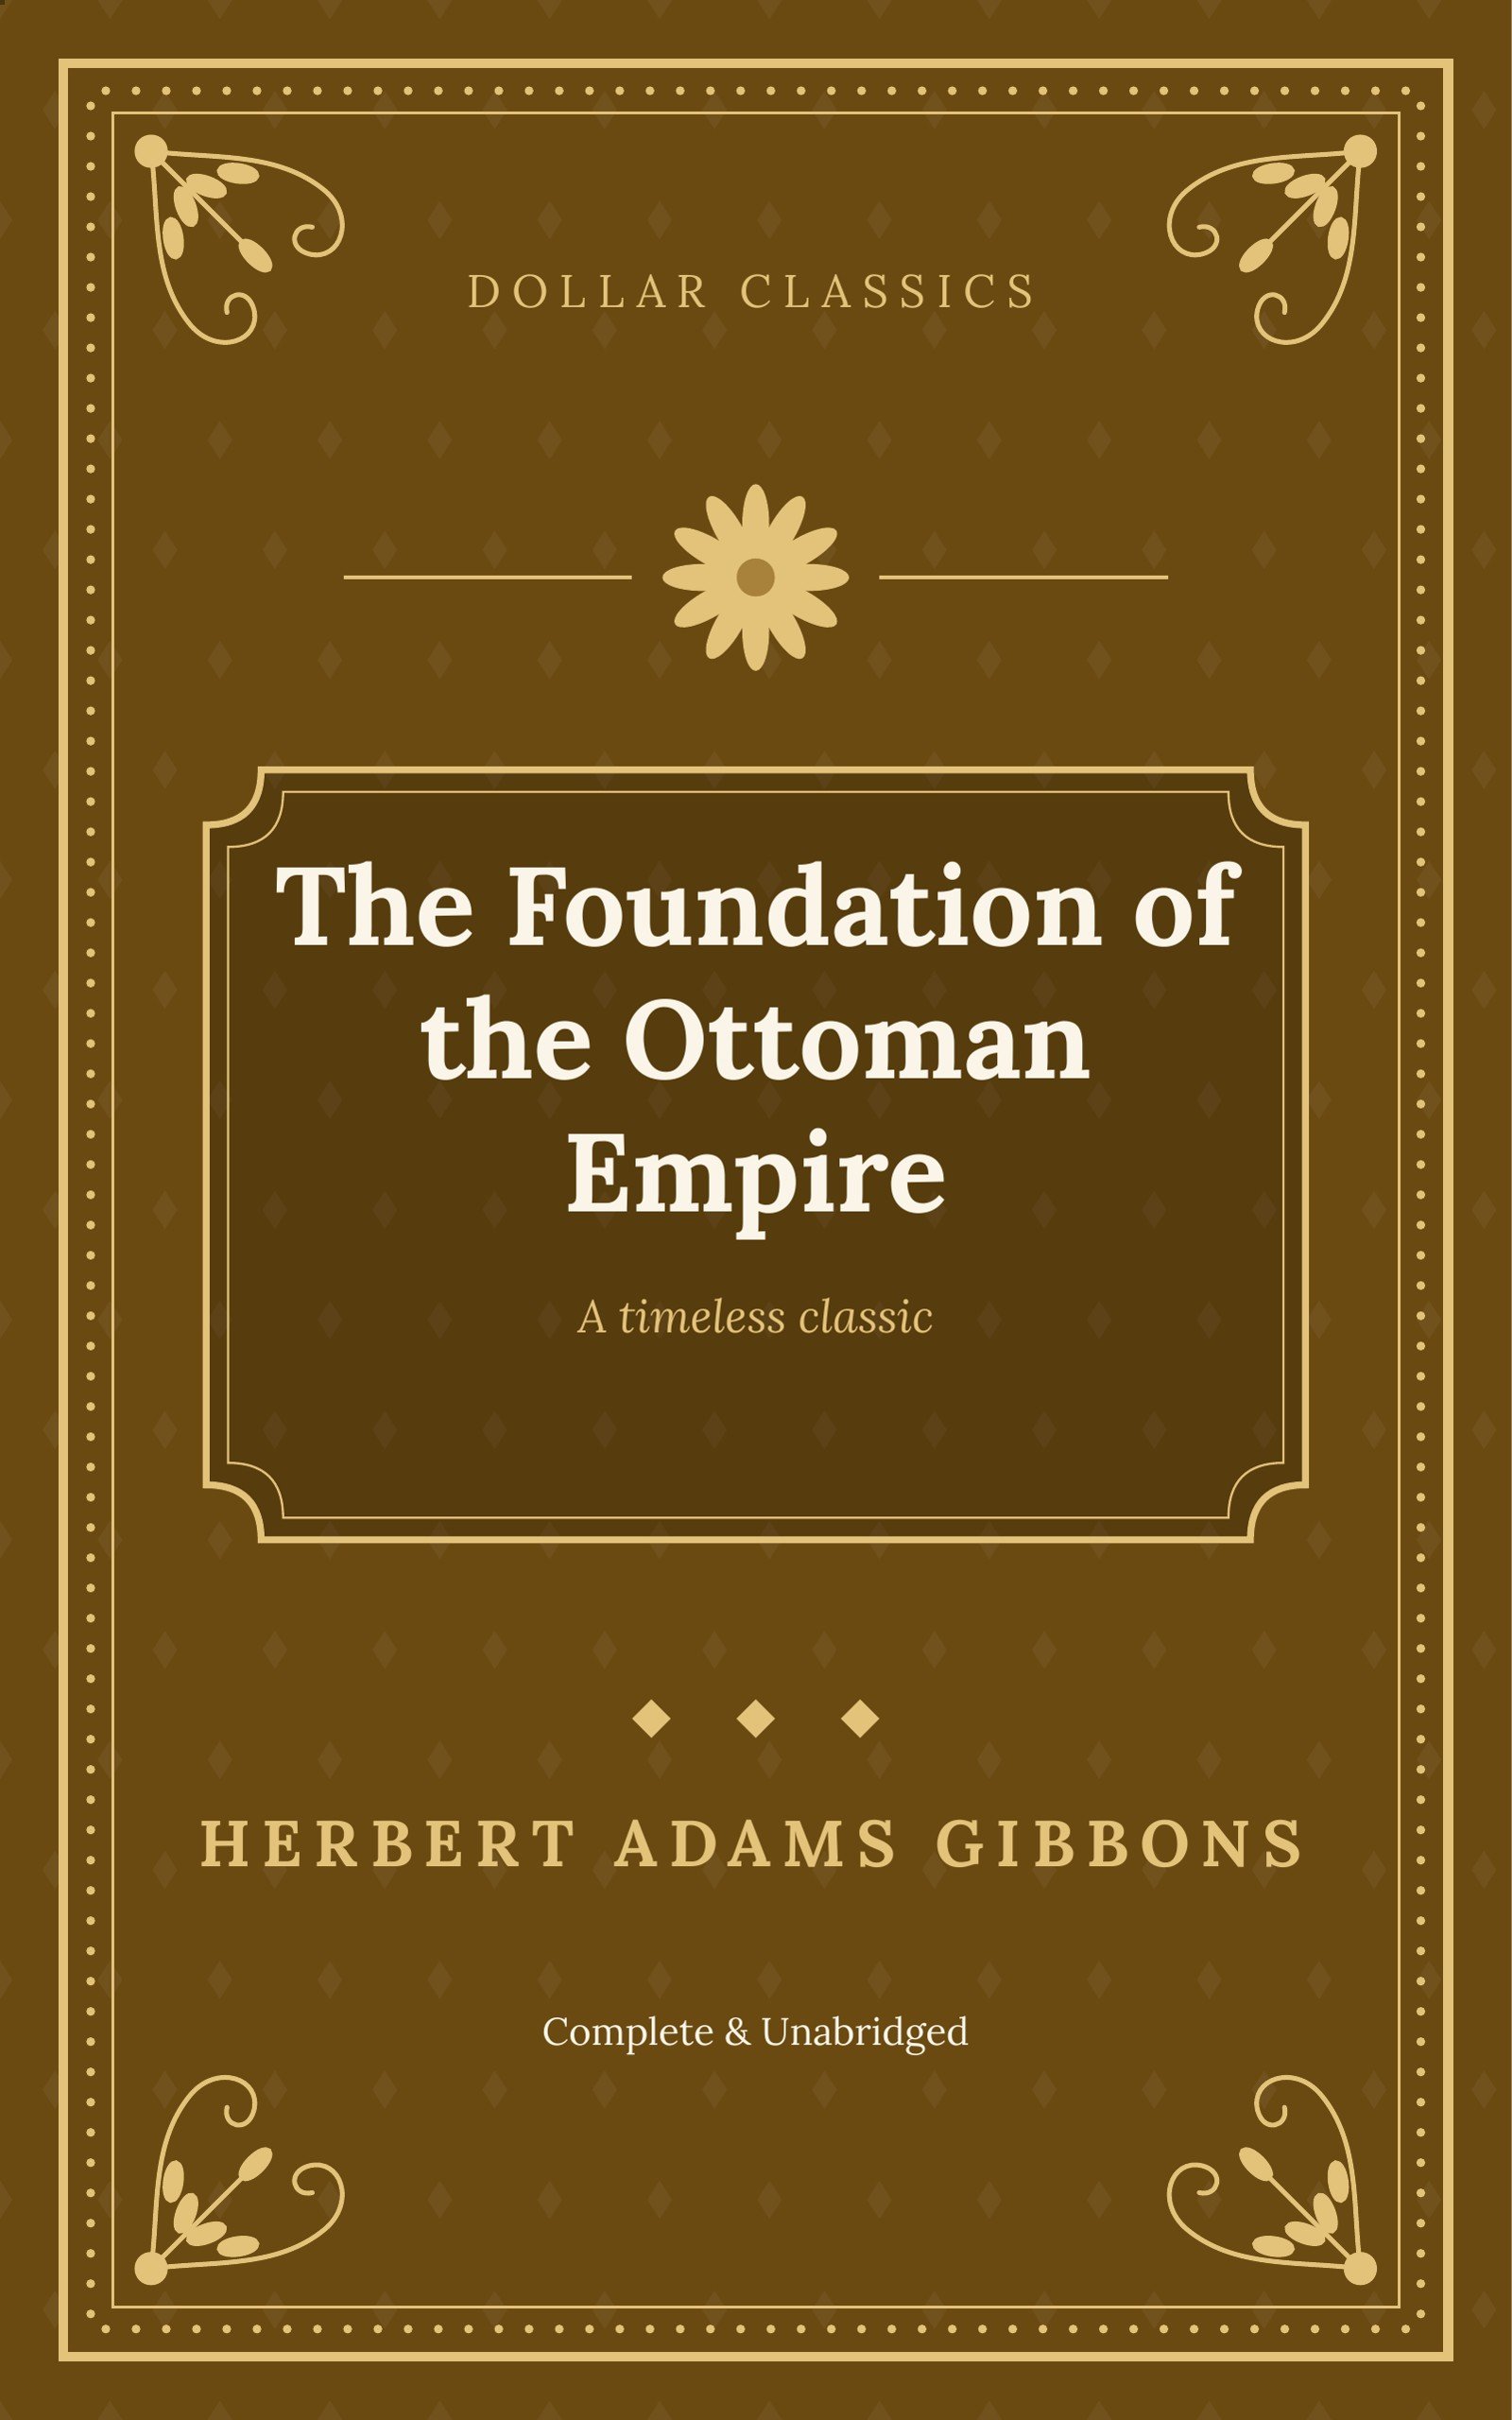 DOLLAR CLASSICS
The Foundation of
the Ottoman
Empire
A timeless classic
HERBERT ADAMS GIBBONS
Complete & Unabridged